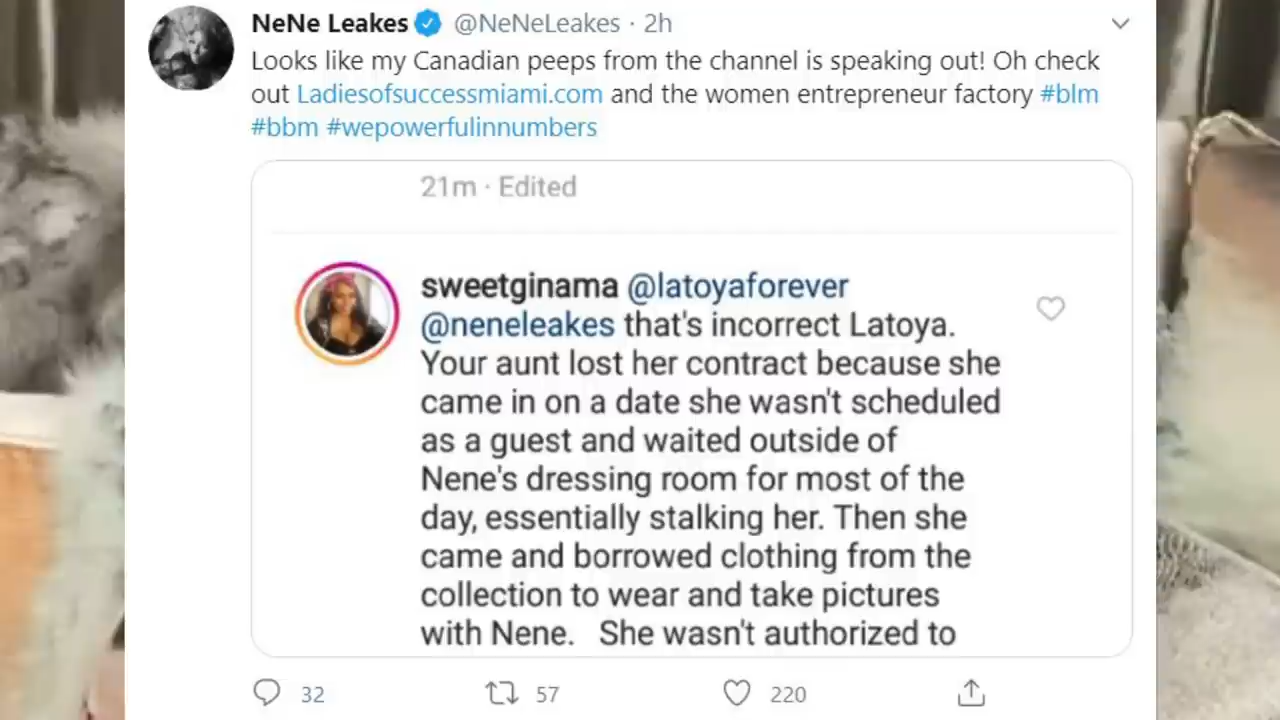 NeNe Leakes @NeNeLeakes · 2h
Looks like my Canadian peeps from the channel is speaking out! Oh check
out Ladiesofsuccessmiami.com and the women entrepreneur factory #blm
#bbm #wepowerfulinnumbers
21m · Edited
sweetginama @latoyaforever
@neneleakes that's incorrect Latoya.
Your aunt lost her contract because she
came in on a date she wasn't scheduled
as a guest and waited outside of
Nene's dressing room for most of the
day, essentially stalking her. Then she
came and borrowed clothing from the
collection to wear and take pictures
with Nene. She wasn't authorized to
32 57 220